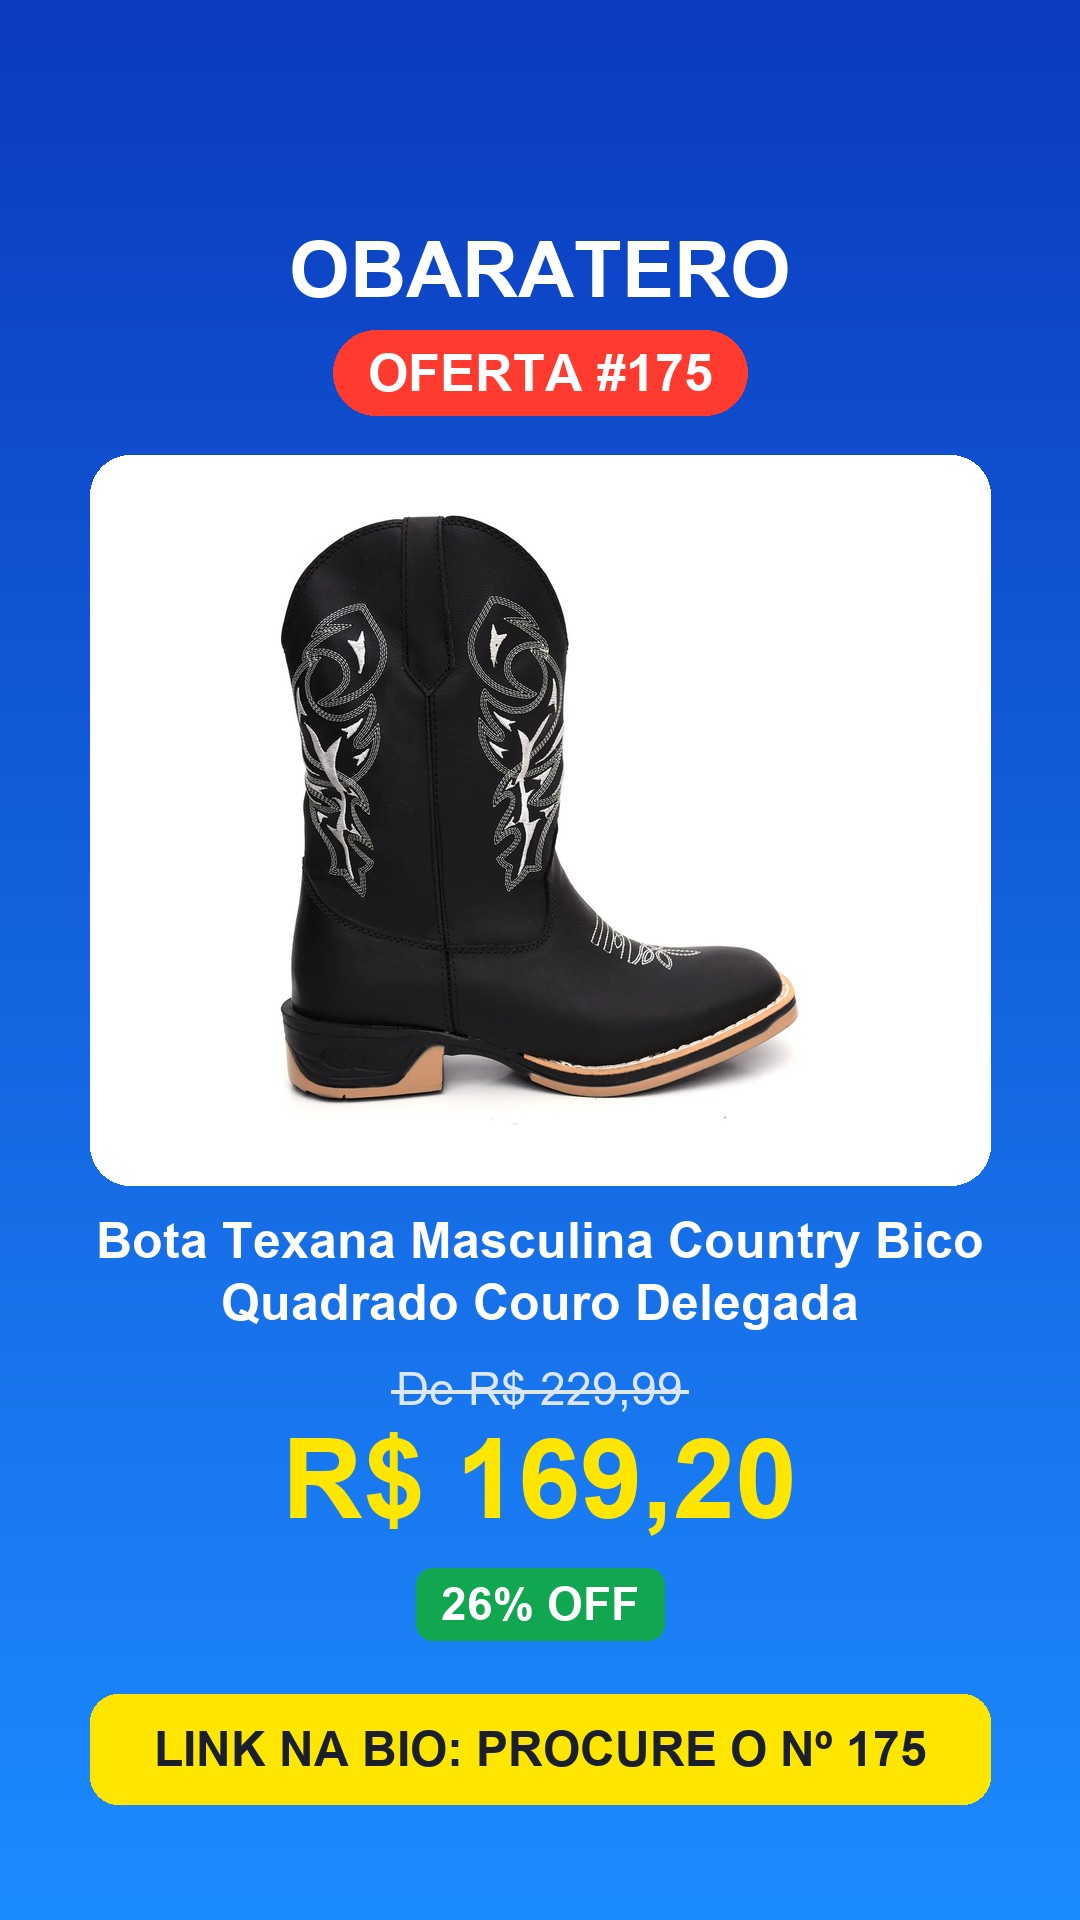 OBARATERO
OFERTA #175
Bota Texana Masculina Country Bico
Quadrado Couro Delegada
De R$ 229,99
R$ 169,20
26% OFF
LINK NA BIO: PROCURE O Nº 175